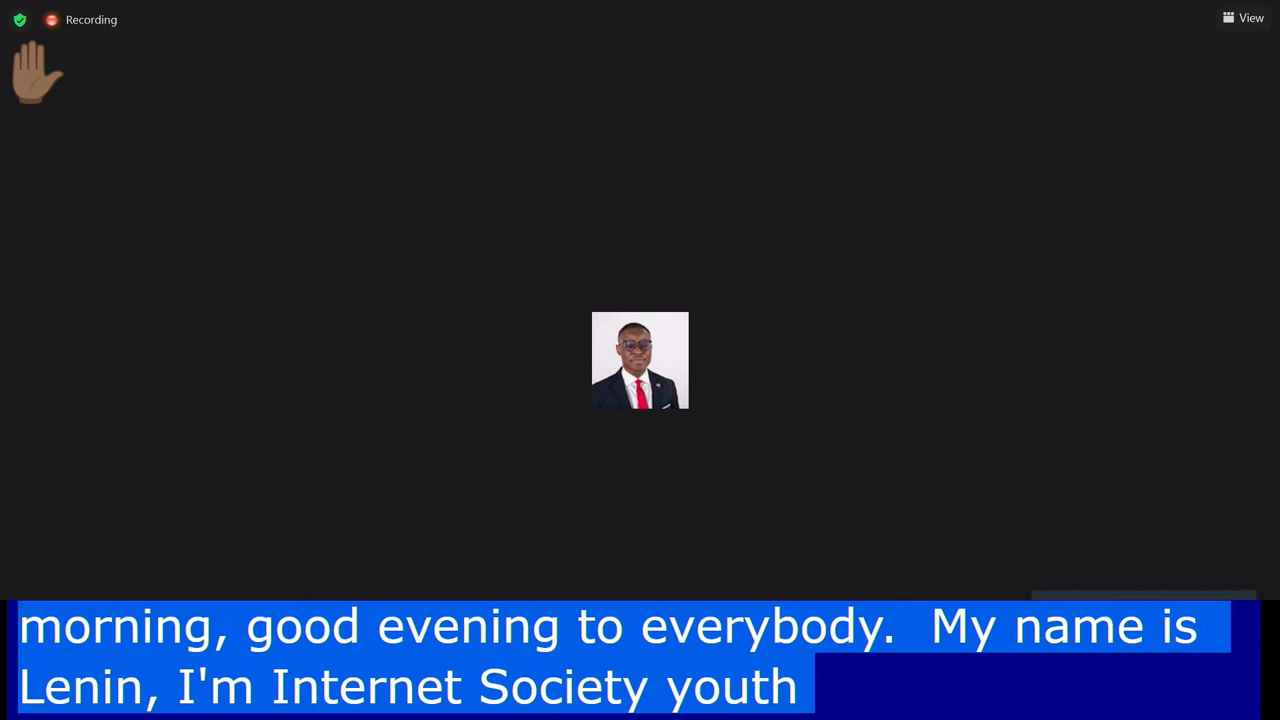 Recording
View
morning, good evening to everybody.  My name is
Lenin, I'm Internet Society youth